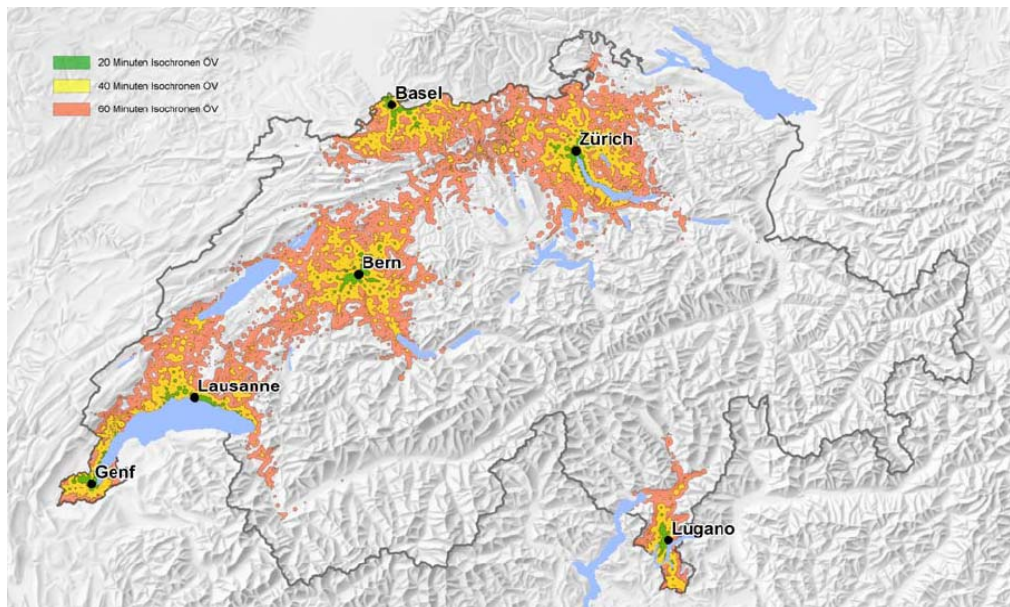 20 Minuten Isochronen ÖV
40 Minuten Isochronen ÖV
60 Minuten Isochronen ÖV
Basel
Zürich
Bern
Lausanne
Genf
Lugano